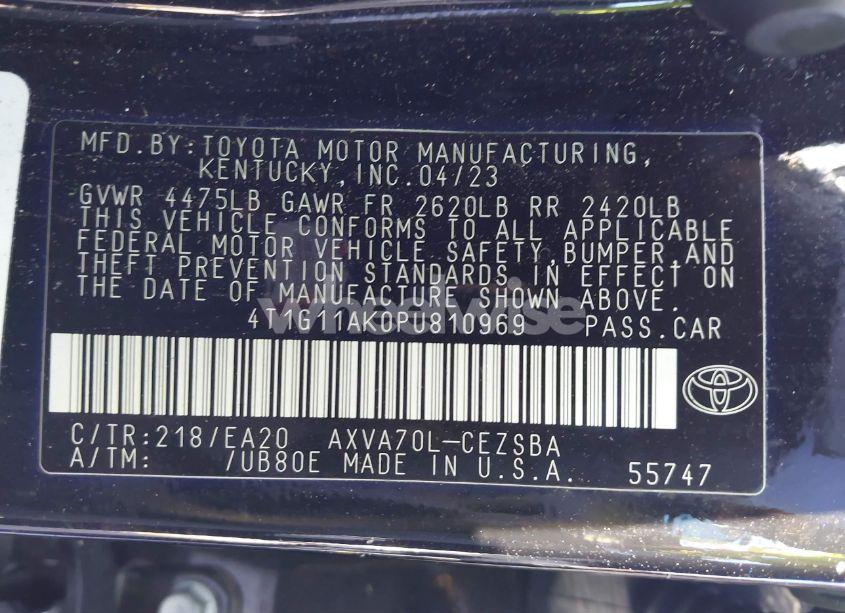 MFD.BY:TOYOTA MOTOR MANUFACTURING,
KENTUCKY,INC.04/23
GVWR 4475LB GAWR FR 2620LB RR 2420LB
THIS VEHICLE CONFORMS TO ALL APPLICABLE
FEDERAL MOTOR VEHICLE SAFETY,BUMPER,AND
THEFT PREVENTION STANDARDS IN EFFECT ON
THE DATE OF MANUFACTURE SHOWN ABOVE.
wheelwise
4T1G11AK0PU810969 PASS.CAR
C/TR:218/EA20 AXVA70L-CEZSBA
A/TM: /UB80E MADE IN U.S.A. 55747